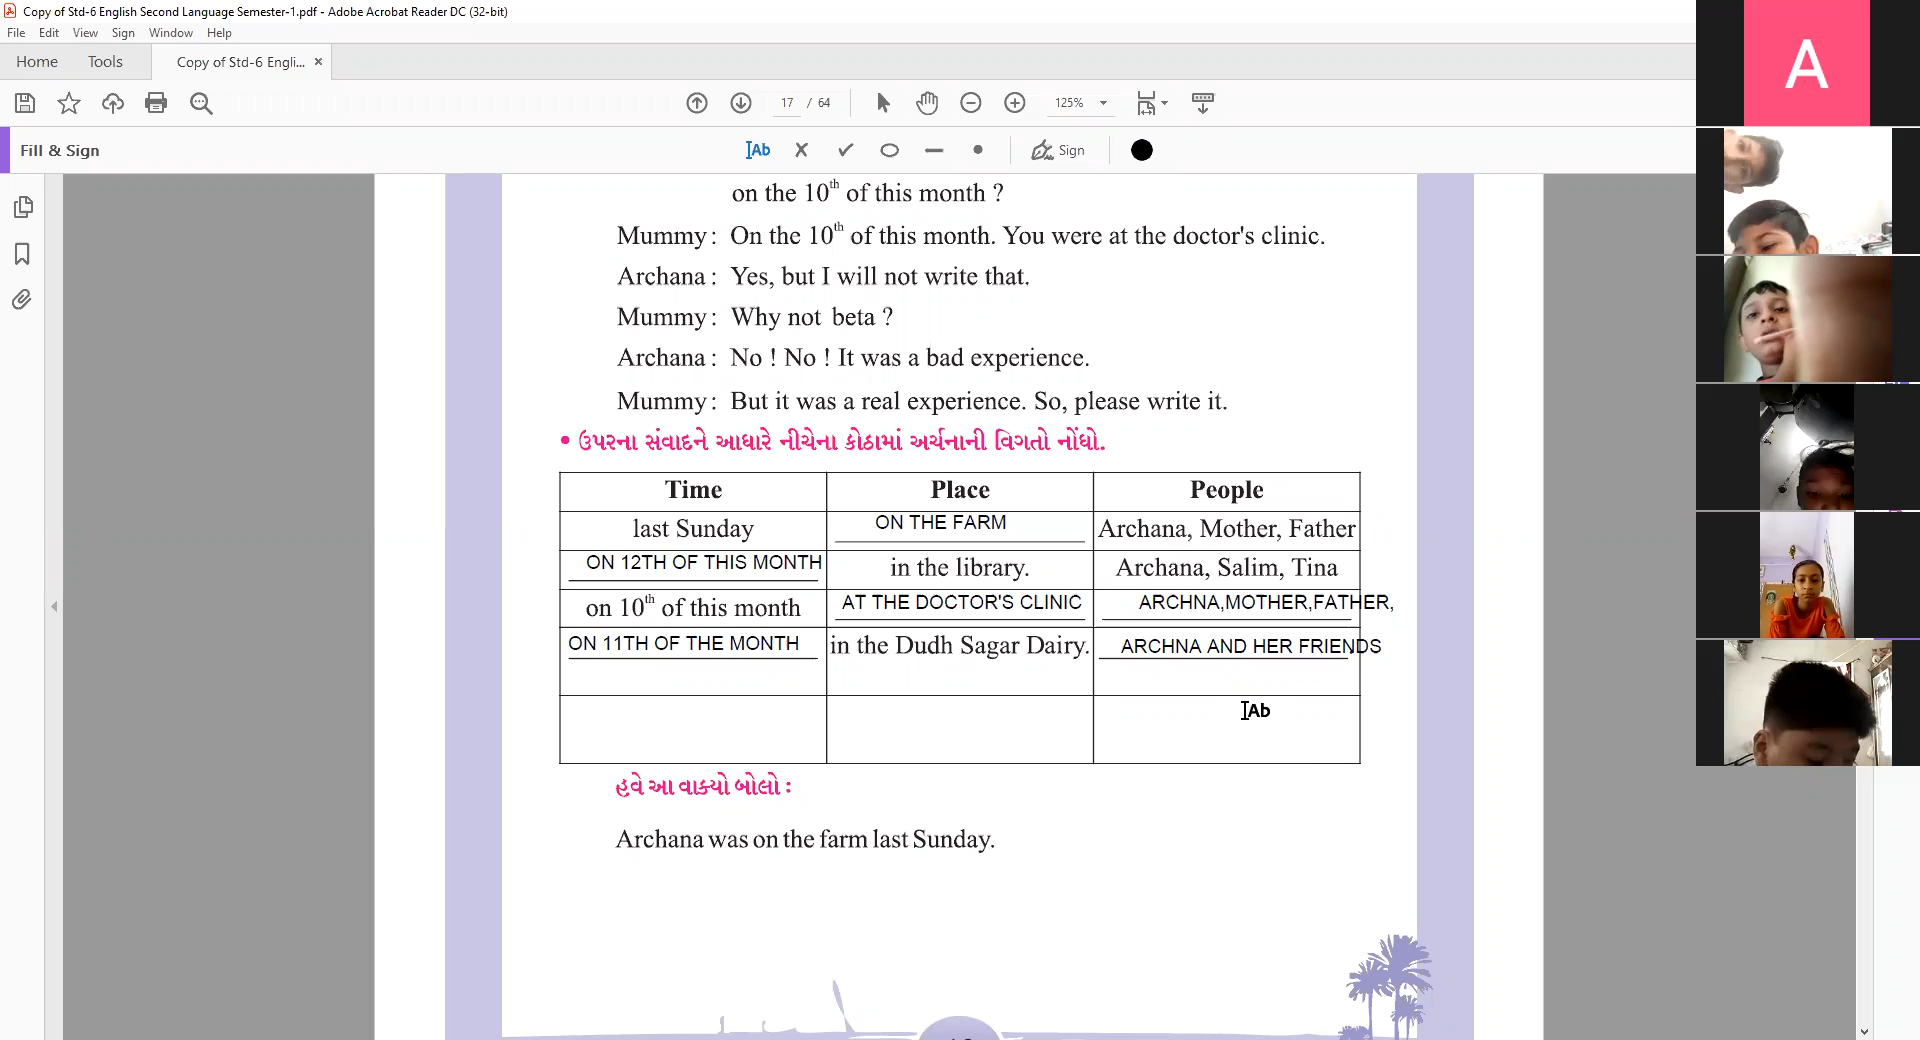 Copy of Std-6 English Second Language Semester-1.pdf - Adobe Acrobat Reader DC (32-bit)
File Edit View Sign Window Help
Home Tools Copy of Std-6 Engli... ×
17 / 64 125%
Fill & Sign
Ab Sign
A
on the 10th of this month ?
Mummy : On the 10th of this month. You were at the doctor's clinic.
Archana : Yes, but I will not write that.
Mummy : Why not beta ?
Archana : No ! No ! It was a bad experience.
Mummy : But it was a real experience. So, please write it.
• ઉપરના સંવાદને આધારે નીચેના કોઠામાં અર્ચનાની વિગતો નોંધો.
Time Place People
last Sunday ON THE FARM Archana, Mother, Father
ON 12TH OF THIS MONTH in the library. Archana, Salim, Tina
on 10th of this month AT THE DOCTOR'S CLINIC ARCHNA,MOTHER,FATHER,
ON 11TH OF THE MONTH in the Dudh Sagar Dairy. ARCHNA AND HER FRIENDS
Ab
હવે આ વાક્યો બોલો :
Archana was on the farm last Sunday.